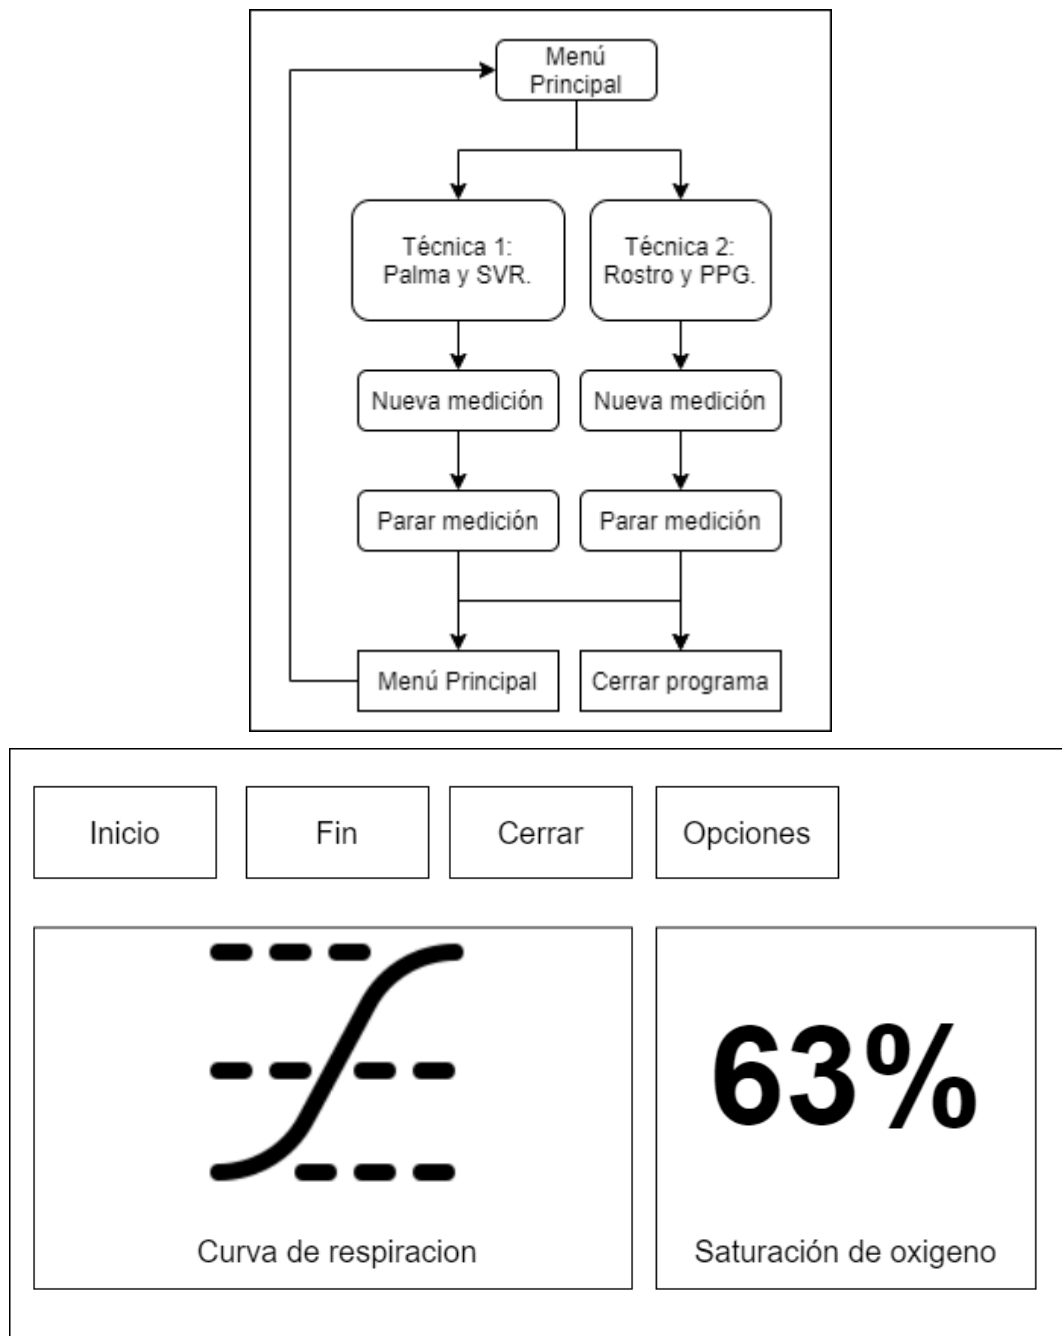 Menú
Principal
Técnica 1:
Palma y SVR.
Técnica 2:
Rostro y PPG.
Nueva medición
Nueva medición
Parar medición
Parar medición
Menú Principal
Cerrar programa
Inicio
Fin
Cerrar
Opciones
63%
Curva de respiracion
Saturación de oxigeno